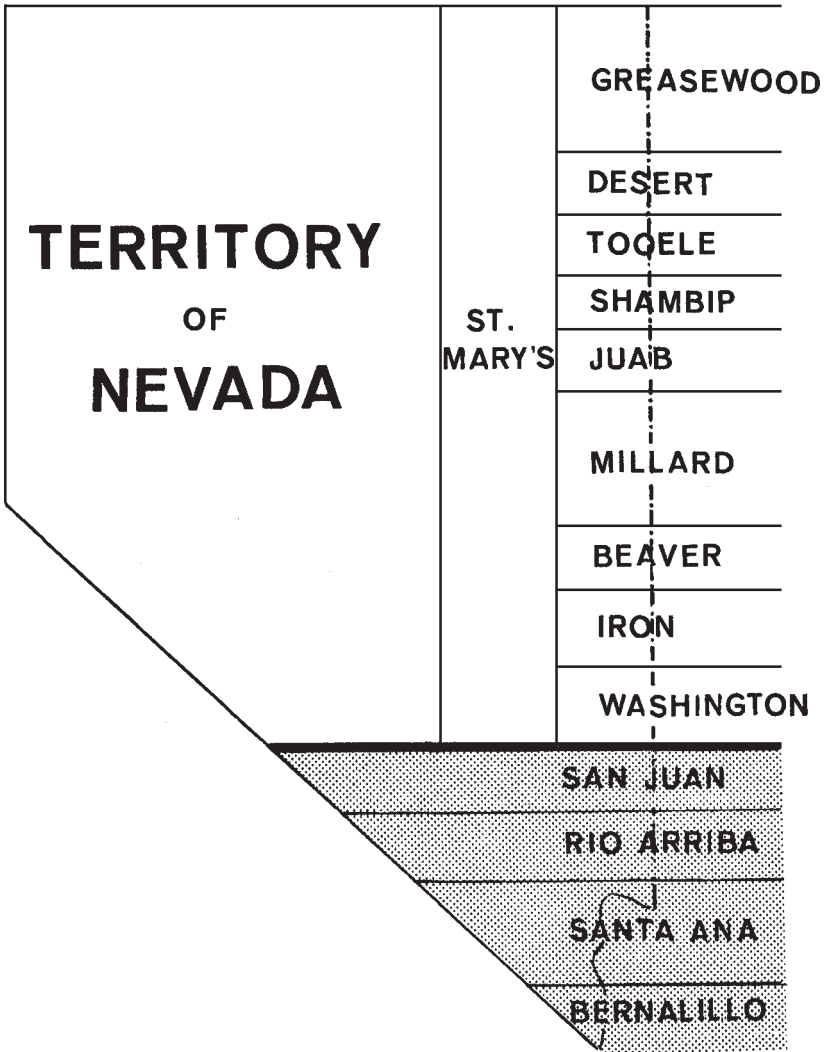 GREASEWOOD
DESERT
TOOELE
SHAMBIP
JUAB
MILLARD
BEAVER
IRON
WASHINGTON
TERRITORY
OF
NEVADA
ST.
MARY'S
SAN JUAN
RIO ARRIBA
SANTA ANA
BERNALILLO